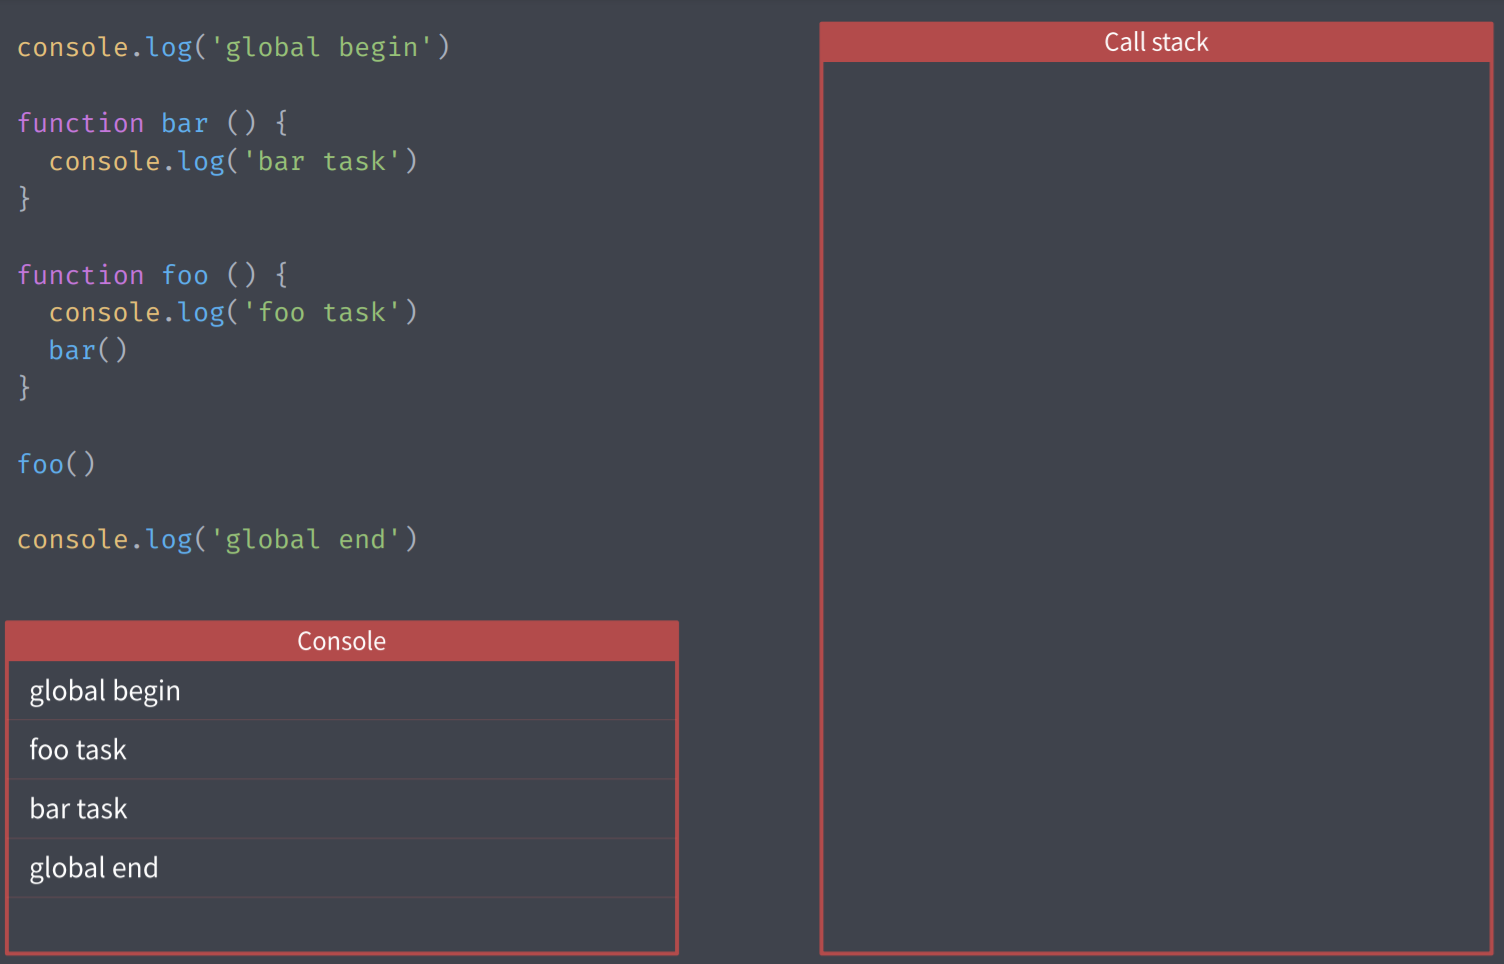 console.log('global begin')
function bar () {
  console.log('bar task')
}
function foo () {
  console.log('foo task')
  bar()
}
foo()
console.log('global end')
Console
global begin
foo task
bar task
global end
Call stack